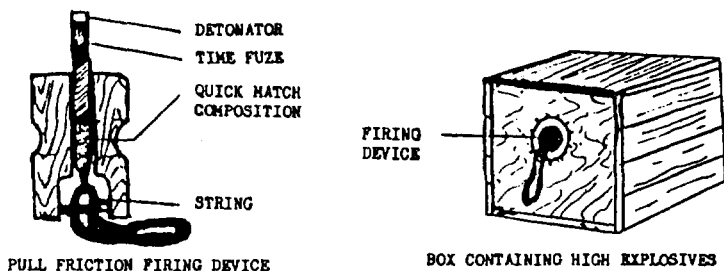 DETONATOR
TIME FUZE
QUICK MATCH
COMPOSITION
STRING
PULL FRICTION FIRING DEVICE
FIRING
DEVICE
BOX CONTAINING HIGH EXPLOSIVES